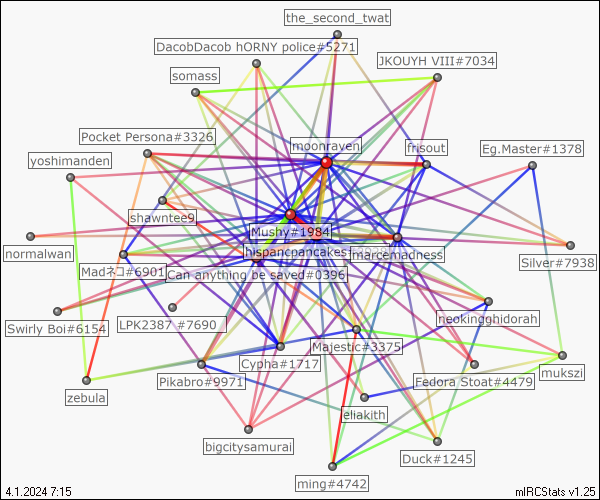 the_second_twat
DacobDacob hORNY police#5271
JKOUYH VIII#7034
somass
Pocket Persona#3326
moonraven
frisout
Eg.Master#1378
yoshimanden
shawntee9
Mushy#1984
normalwan
hispancpancakes
marcemadness
Silver#7938
Madネコ#6901
Can anything be saved#0396
Swirly Boi#6154
LPK2387 #7690
neokingghidorah
Majestic#3375
Cypha#1717
mukszi
Pikabro#9971
Fedora Stoat#4479
zebula
eliakith
bigcitysamurai
Duck#1245
ming#4742
4.1.2024 7:15
mIRCStats v1.25